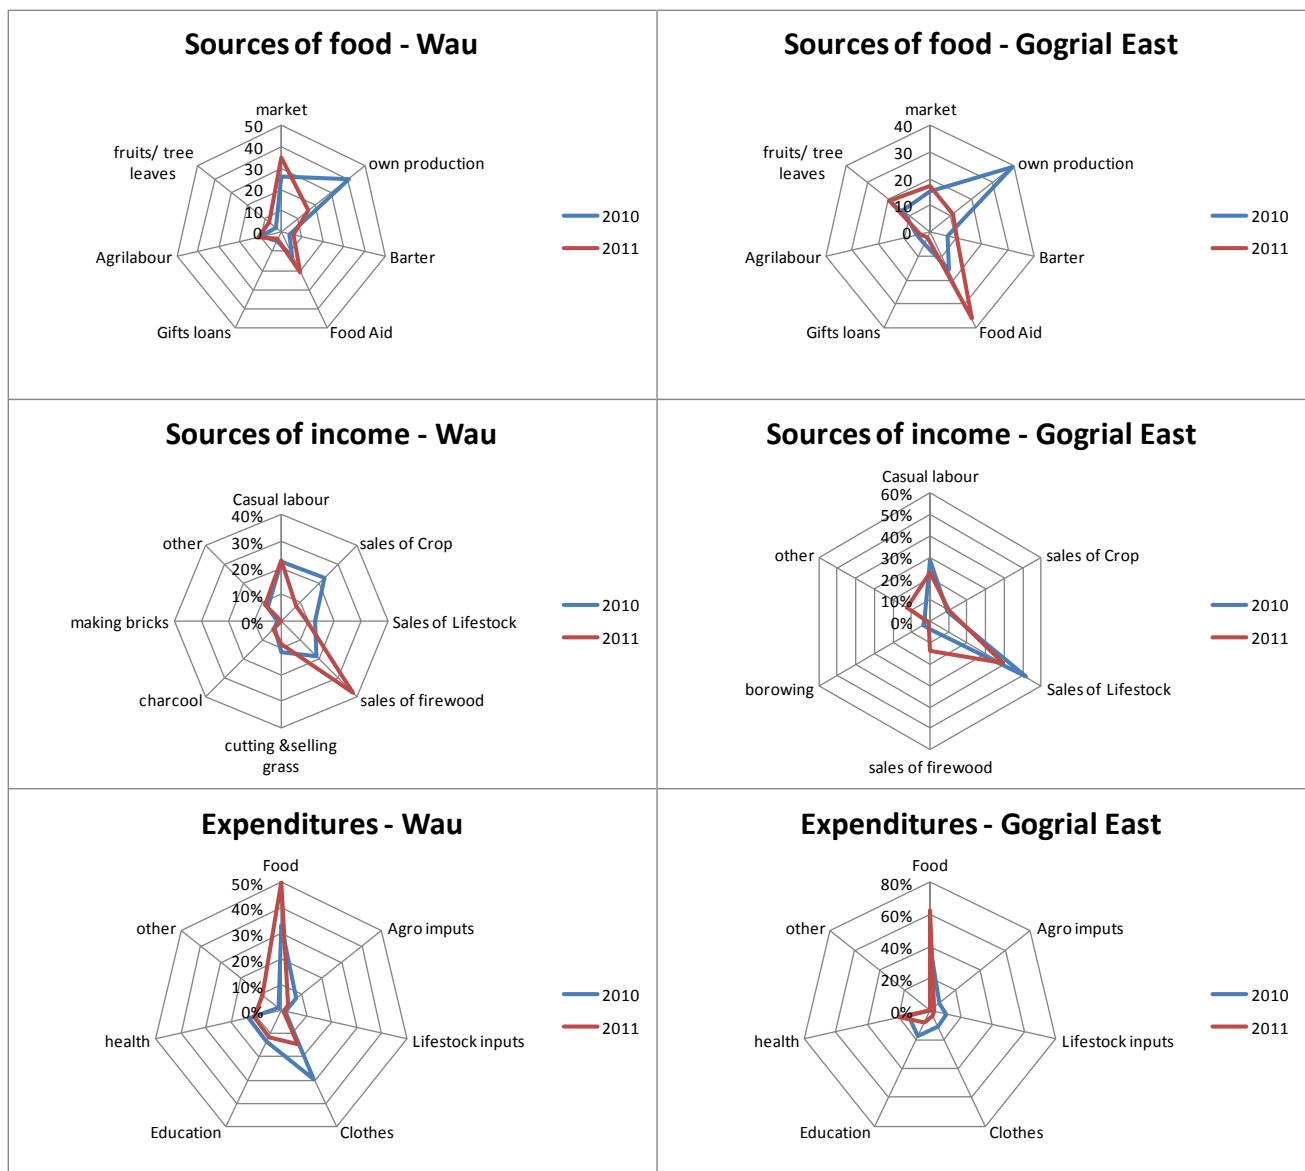 Sources of food - Wau
market
50
40
30
20
10
0
own production
Barter
Food Aid
Gifts loans
Agrilabour
fruits/ tree
leaves
2010
2011
Sources of food - Gogrial East
market
40
30
20
10
0
own production
Barter
Food Aid
Gifts loans
Agrilabour
fruits/ tree
leaves
2010
2011
Sources of income - Wau
Casual labour
40%
30%
20%
10%
0%
sales of Crop
Sales of Lifestock
sales of firewood
cutting &selling
grass
charcool
making bricks
other
2010
2011
Sources of income - Gogrial East
Casual labour
60%
50%
40%
30%
20%
10%
0%
sales of Crop
Sales of Lifestock
sales of firewood
borowing
other
2010
2011
Expenditures - Wau
Food
50%
40%
30%
20%
10%
0%
Agro imputs
Lifestock inputs
Clothes
Education
health
other
2010
2011
Expenditures - Gogrial East
Food
80%
60%
40%
20%
0%
Agro imputs
Lifestock inputs
Clothes
Education
health
other
2010
2011